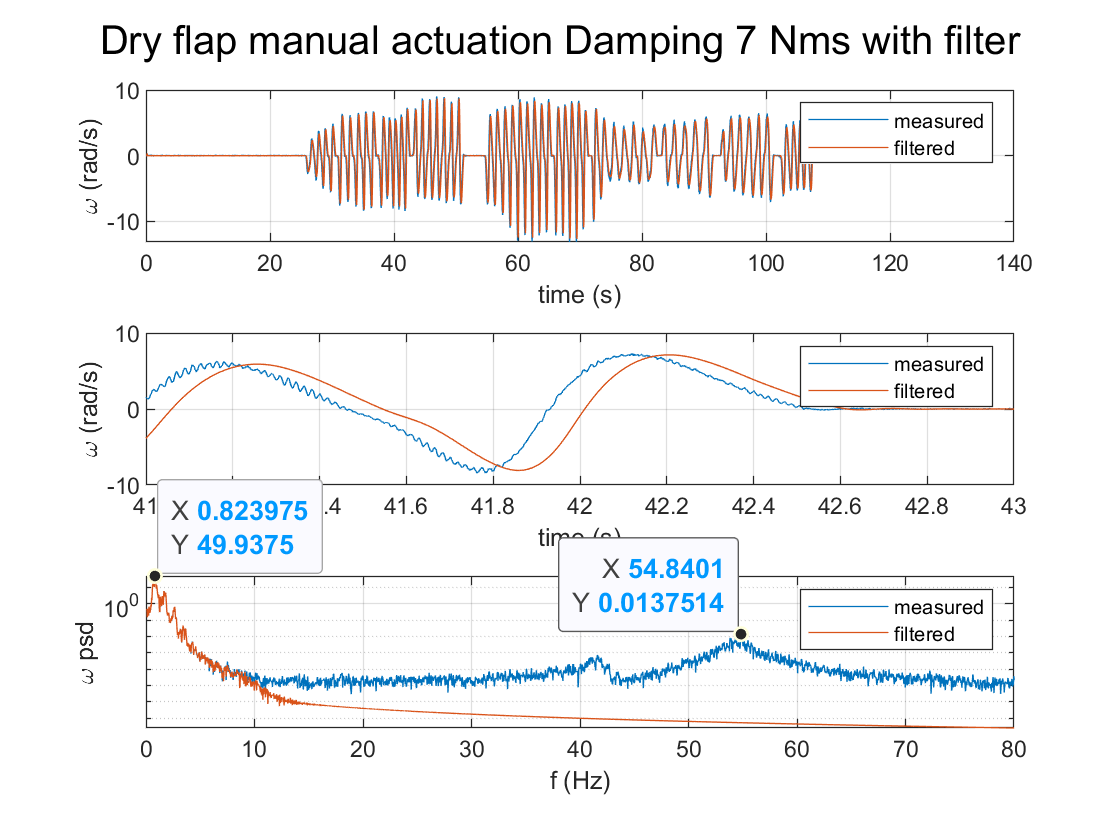 Dry flap manual actuation Damping 7 Nms with filter
10
0
-10
ω (rad/s)
measured
filtered
0 20 40 60 80 100 120 140
time (s)
10
0
-10
ω (rad/s)
measured
filtered
41 .4 41.6 41.8 42 42.2 42.4 42.6 42.8 43
X 0.823975
Y 49.9375
X 54.8401
Y 0.0137514
10⁰
ω psd
measured
filtered
0 10 20 30 40 50 60 70 80
f (Hz)